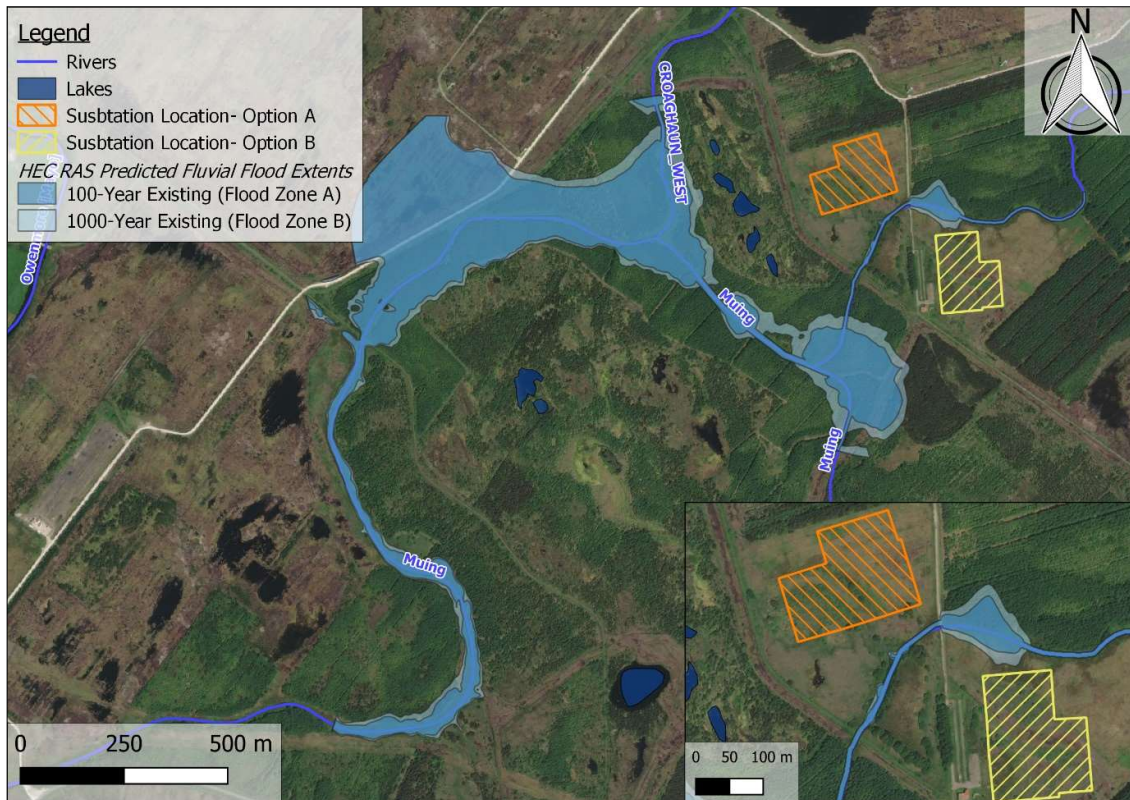 Legend
Rivers
Lakes
Susbtation Location- Option A
Susbtation Location- Option B
HEC RAS Predicted Fluvial Flood Extents
100-Year Existing (Flood Zone A)
1000-Year Existing (Flood Zone B)
N
CROAGHAUN_WEST
Muing
Muing
Muing
0 250 500 m
0 50 100 m